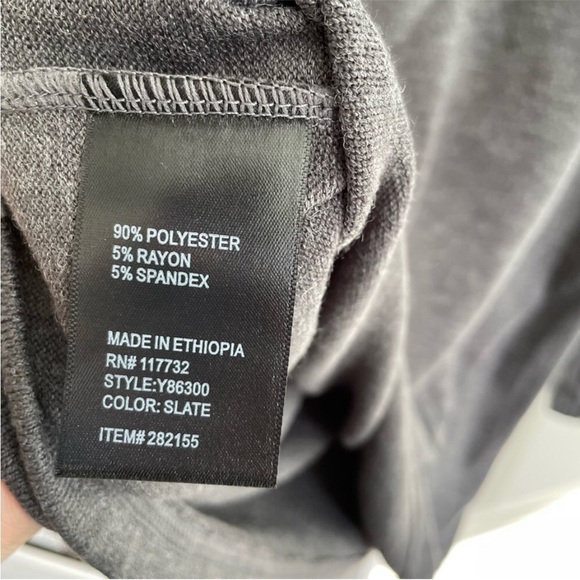 90% POLYESTER
5% RAYON
5% SPANDEX
MADE IN ETHIOPIA
RN# 117732
STYLE:Y86300
COLOR: SLATE
ITEM# 282155